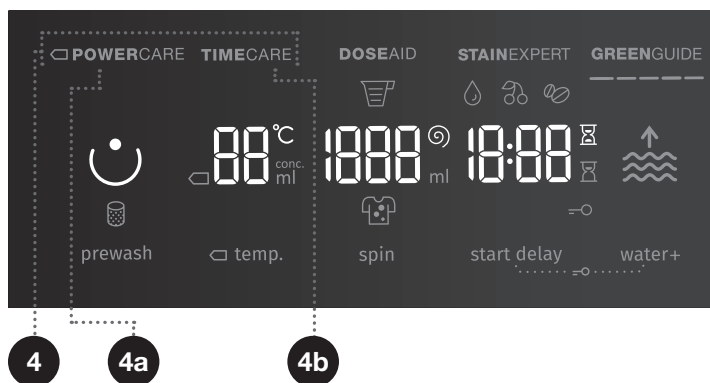 POWERCARE TIMECARE DOSEAID STAINEXPERT GREENGUIDE
88 °C 1888 18:88
conc.
ml ml
prewash temp. spin start delay water+
4 4a 4b